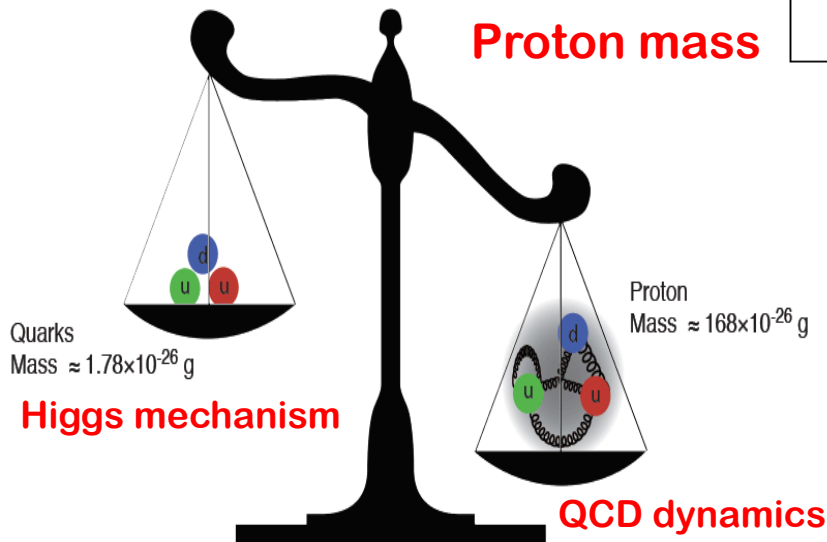 Proton mass
d
u u
Quarks
Mass ≈ 1.78×10⁻²⁶ g
Higgs mechanism
Proton
Mass ≈ 168×10⁻²⁶ g
d
u u
QCD dynamics